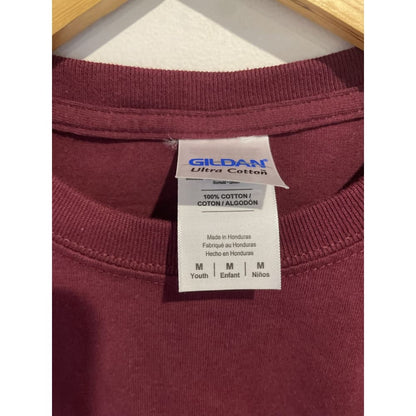 GILDAN
Ultra Cotton
100% COTTON /
COTON / ALGODÓN
Made in Honduras
Fabriqué au Honduras
Hecho en Honduras
M | M | M
Youth | Enfant | Niños